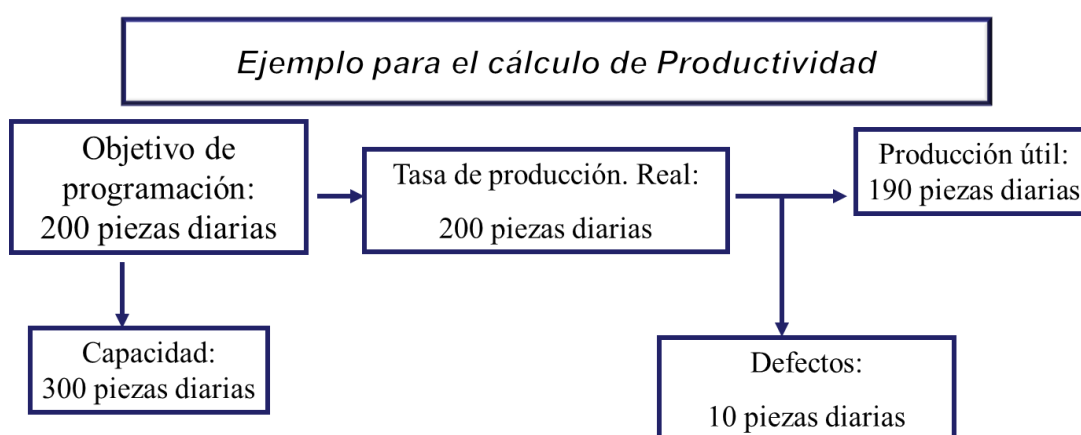 Ejemplo para el cálculo de Productividad
Objetivo de
programación:
200 piezas diarias
Tasa de producción. Real:
200 piezas diarias
Producción útil:
190 piezas diarias
Capacidad:
300 piezas diarias
Defectos:
10 piezas diarias